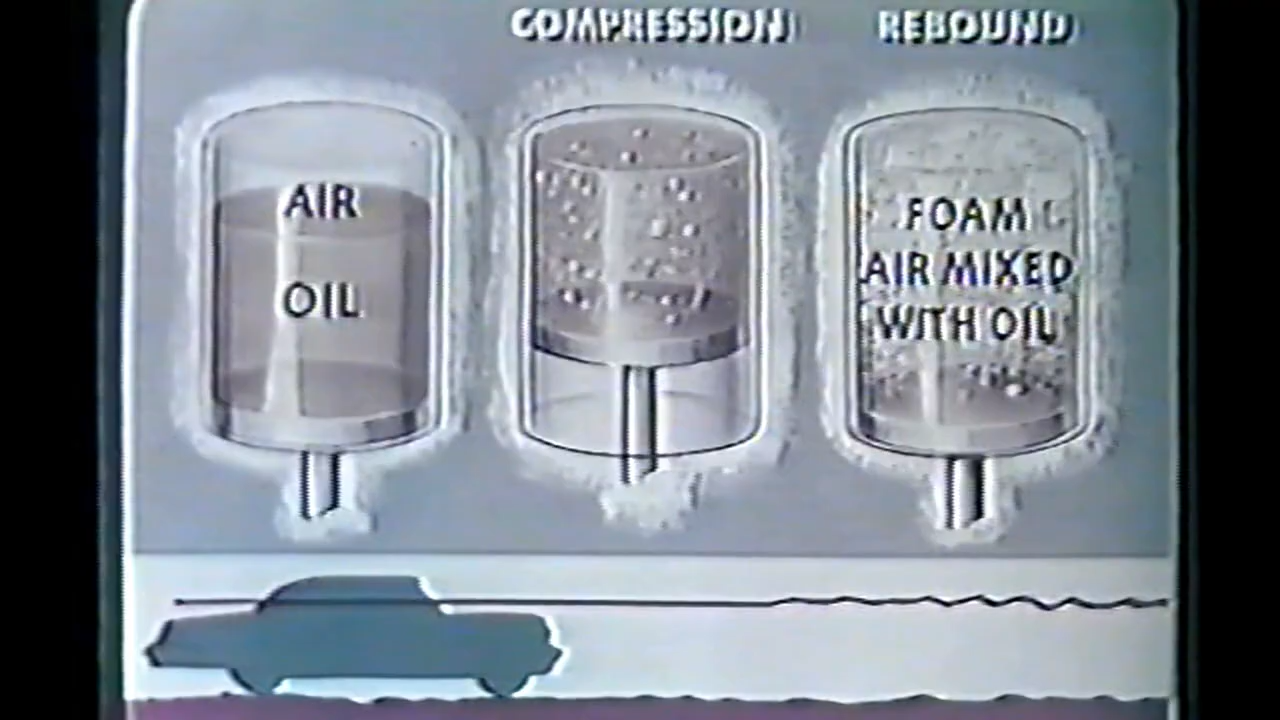 COMPRESSION
REBOUND
AIR
OIL
FOAM
AIR MIXED
WITH OIL